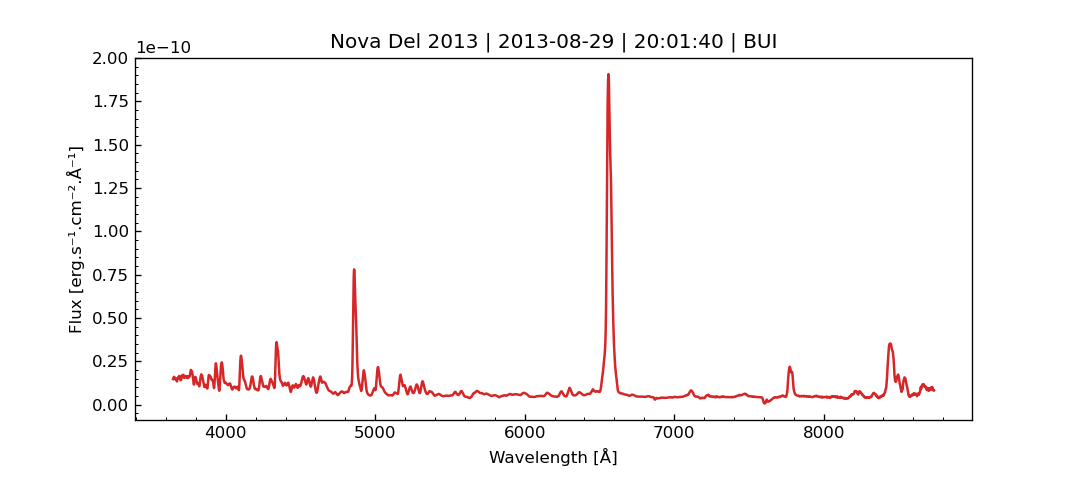 Nova Del 2013 | 2013-08-29 | 20:01:40 | BUI
1e−10
2.00
1.75
1.50
1.25
1.00
0.75
0.50
0.25
0.00
Flux [erg.s⁻¹.cm⁻².Å⁻¹]
4000 5000 6000 7000 8000
Wavelength [Å]